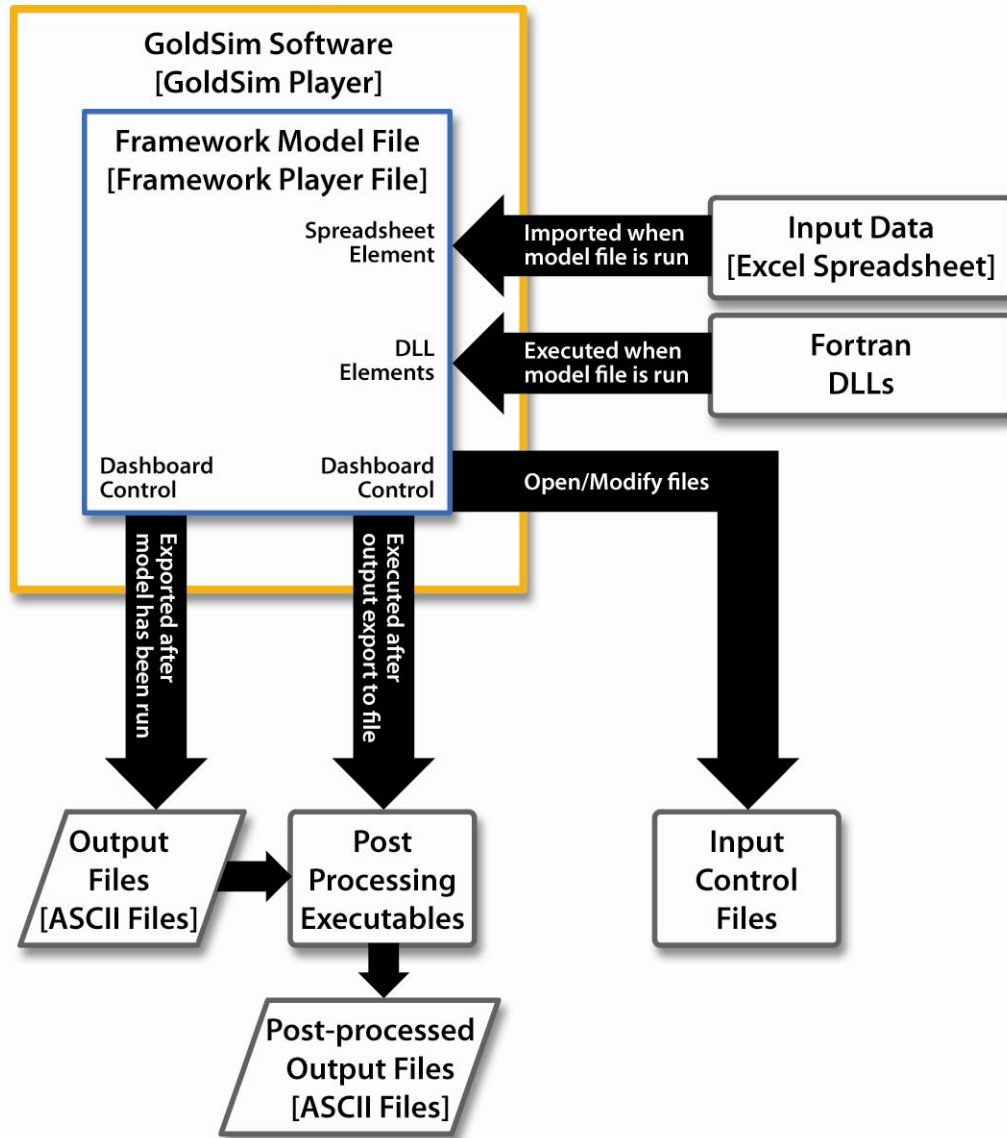 GoldSim Software
[GoldSim Player]
Framework Model File
[Framework Player File]
Spreadsheet
Element
Imported when
model file is run
Input Data
[Excel Spreadsheet]
DLL
Elements
Executed when
model file is run
Fortran
DLLs
Dashboard
Control
Dashboard
Control
Open/Modify files
Exported after
model has been run
Executed after
output export to file
Output
Files
[ASCII Files]
Post
Processing
Executables
Input
Control
Files
Post-processed
Output Files
[ASCII Files]